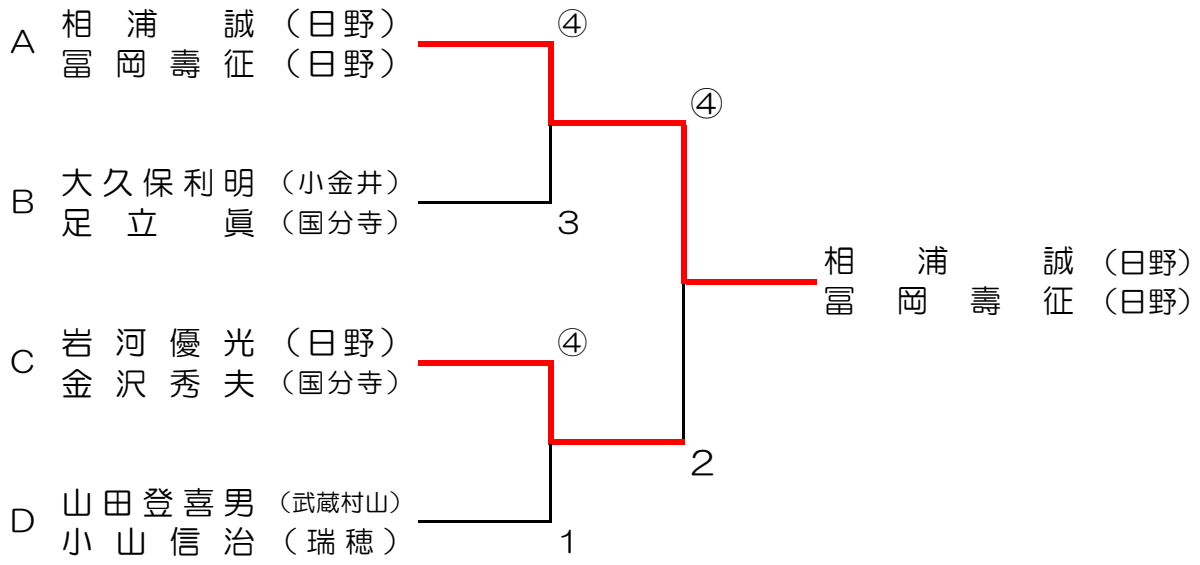 A 相浦 誠 (日野)
冨岡壽征 (日野)
④
④
B 大久保利明 (小金井)
足立 眞 (国分寺)
3
相浦 誠 (日野)
冨岡壽征 (日野)
C 岩河優光 (日野)
金沢秀夫 (国分寺)
④
2
D 山田登喜男 (武蔵村山)
小山信治 (瑞穂)
1